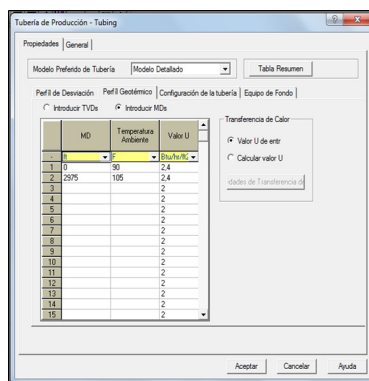 Tubería de Producción - Tubing
Propiedades General
Modelo Preferido de Tubería Modelo Detallado Tabla Resumen
Perfil de Desviación Perfil Geotérmico Configuración de la tubería Equipo de Fondo
Introducir TVDs Introducir MDs
Transferencia de Calor
MD Temperatura Ambiente Valor U
- ft F Btu/hr/ft2
1 0 90 2,4
2 2975 105 2,4
3 2
4 2
5 2
6 2
7 2
8 2
9 2
10 2
11 2
12 2
13 2
14 2
15 2
Valor U de entr
Calcular valor U
dades de Transferencia de
Aceptar Cancelar Ayuda